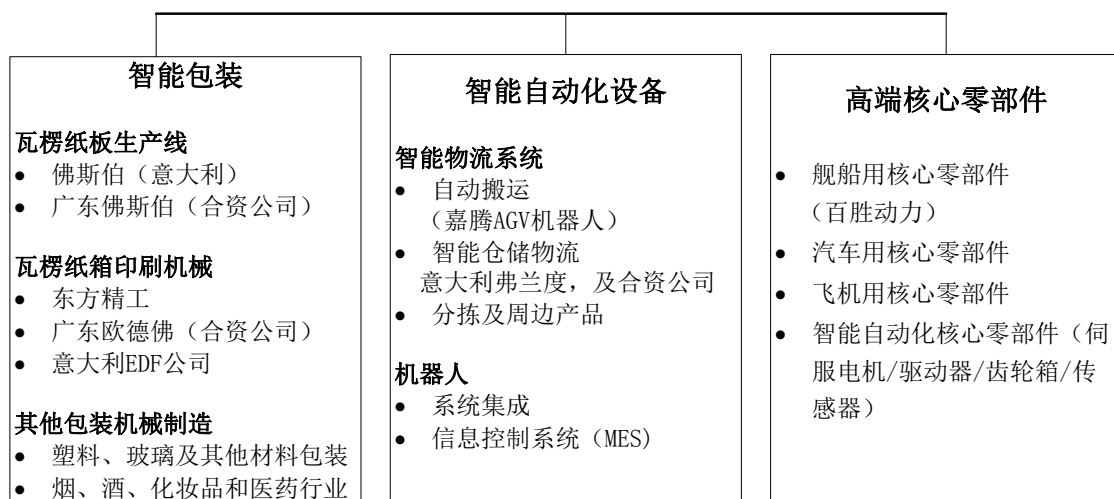 智能包装
瓦楞纸板生产线
• 佛斯伯（意大利）
• 广东佛斯伯（合资公司）
瓦楞纸箱印刷机械
• 东方精工
• 广东欧德佛（合资公司）
• 意大利EDF公司
其他包装机械制造
• 塑料、玻璃及其他材料包装
• 烟、酒、化妆品和医药行业
智能自动化设备
智能物流系统
• 自动搬运
（嘉腾AGV机器人）
• 智能仓储物流
意大利弗兰度，及合资公司
• 分拣及周边产品
机器人
• 系统集成
• 信息控制系统（MES)
高端核心零部件
• 舰船用核心零部件
（百胜动力）
• 汽车用核心零部件
• 飞机用核心零部件
• 智能自动化核心零部件（伺
服电机/驱动器/齿轮箱/传
感器）